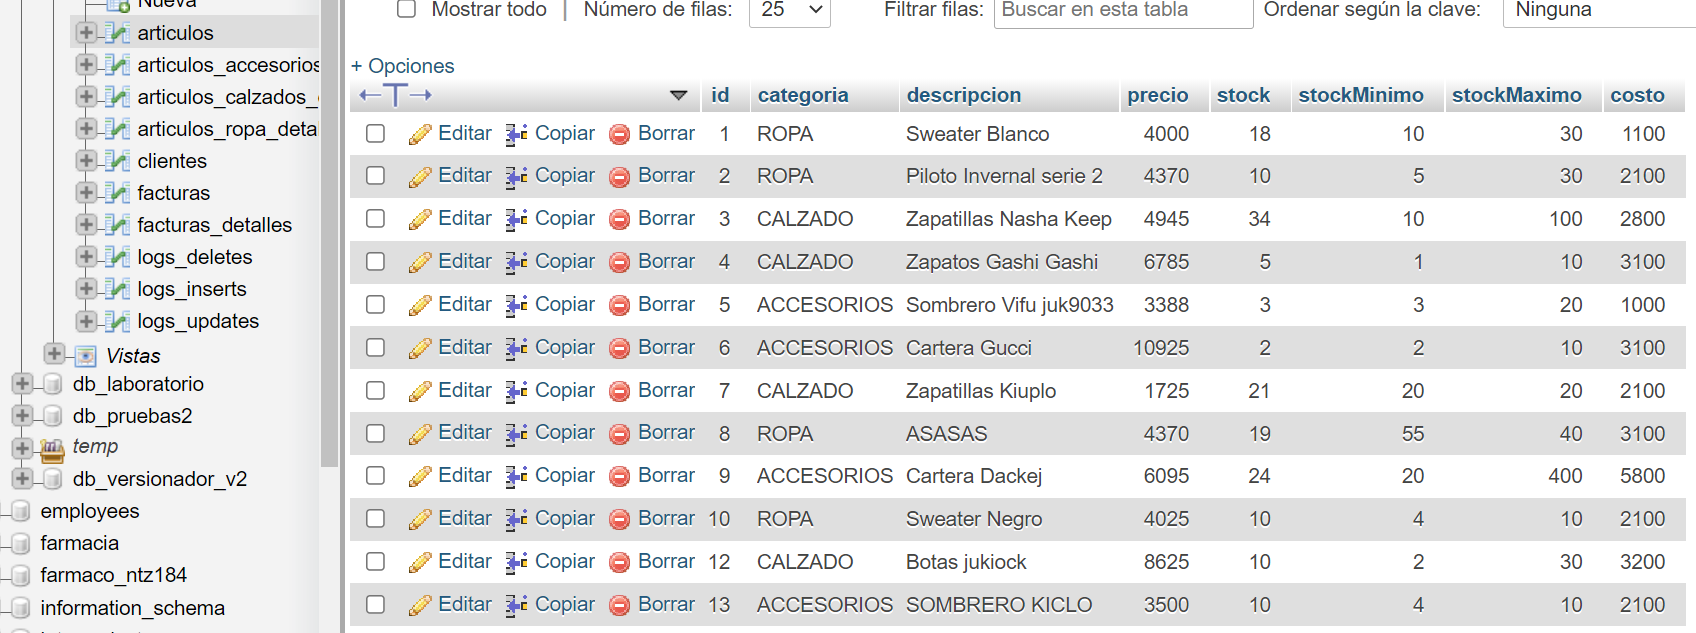 Nueva
articulos
articulos_accesorios
articulos_calzados_
articulos_ropa_detal
clientes
facturas
facturas_detalles
logs_deletes
logs_inserts
logs_updates
Vistas
db_laboratorio
db_pruebas2
temp
db_versionador_v2
employees
farmacia
farmaco_ntz184
information_schema
Mostrar todo | Número de filas: 25 Filtrar filas: Buscar en esta tabla Ordenar según la clave: Ninguna
+ Opciones
←T→ id categoria descripcion precio stock stockMinimo stockMaximo costo
Editar Copiar Borrar 1 ROPA Sweater Blanco 4000 18 10 30 1100
Editar Copiar Borrar 2 ROPA Piloto Invernal serie 2 4370 10 5 30 2100
Editar Copiar Borrar 3 CALZADO Zapatillas Nasha Keep 4945 34 10 100 2800
Editar Copiar Borrar 4 CALZADO Zapatos Gashi Gashi 6785 5 1 10 3100
Editar Copiar Borrar 5 ACCESORIOS Sombrero Vifu juk9033 3388 3 3 20 1000
Editar Copiar Borrar 6 ACCESORIOS Cartera Gucci 10925 2 2 10 3100
Editar Copiar Borrar 7 CALZADO Zapatillas Kiuplo 1725 21 20 20 2100
Editar Copiar Borrar 8 ROPA ASASAS 4370 19 55 40 3100
Editar Copiar Borrar 9 ACCESORIOS Cartera Dackej 6095 24 20 400 5800
Editar Copiar Borrar 10 ROPA Sweater Negro 4025 10 4 10 2100
Editar Copiar Borrar 12 CALZADO Botas jukiock 8625 10 2 30 3200
Editar Copiar Borrar 13 ACCESORIOS SOMBRERO KICLO 3500 10 4 10 2100